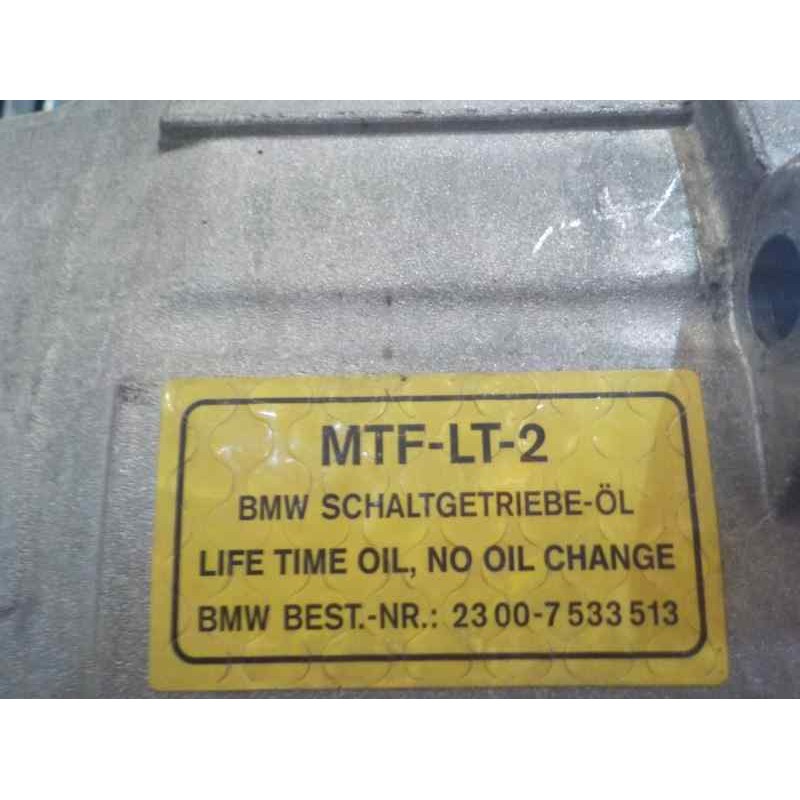 MTF-LT-2
BMW SCHALTGETRIEBE-ÖL
LIFE TIME OIL, NO OIL CHANGE
BMW BEST.-NR.: 23 00-7 533 513